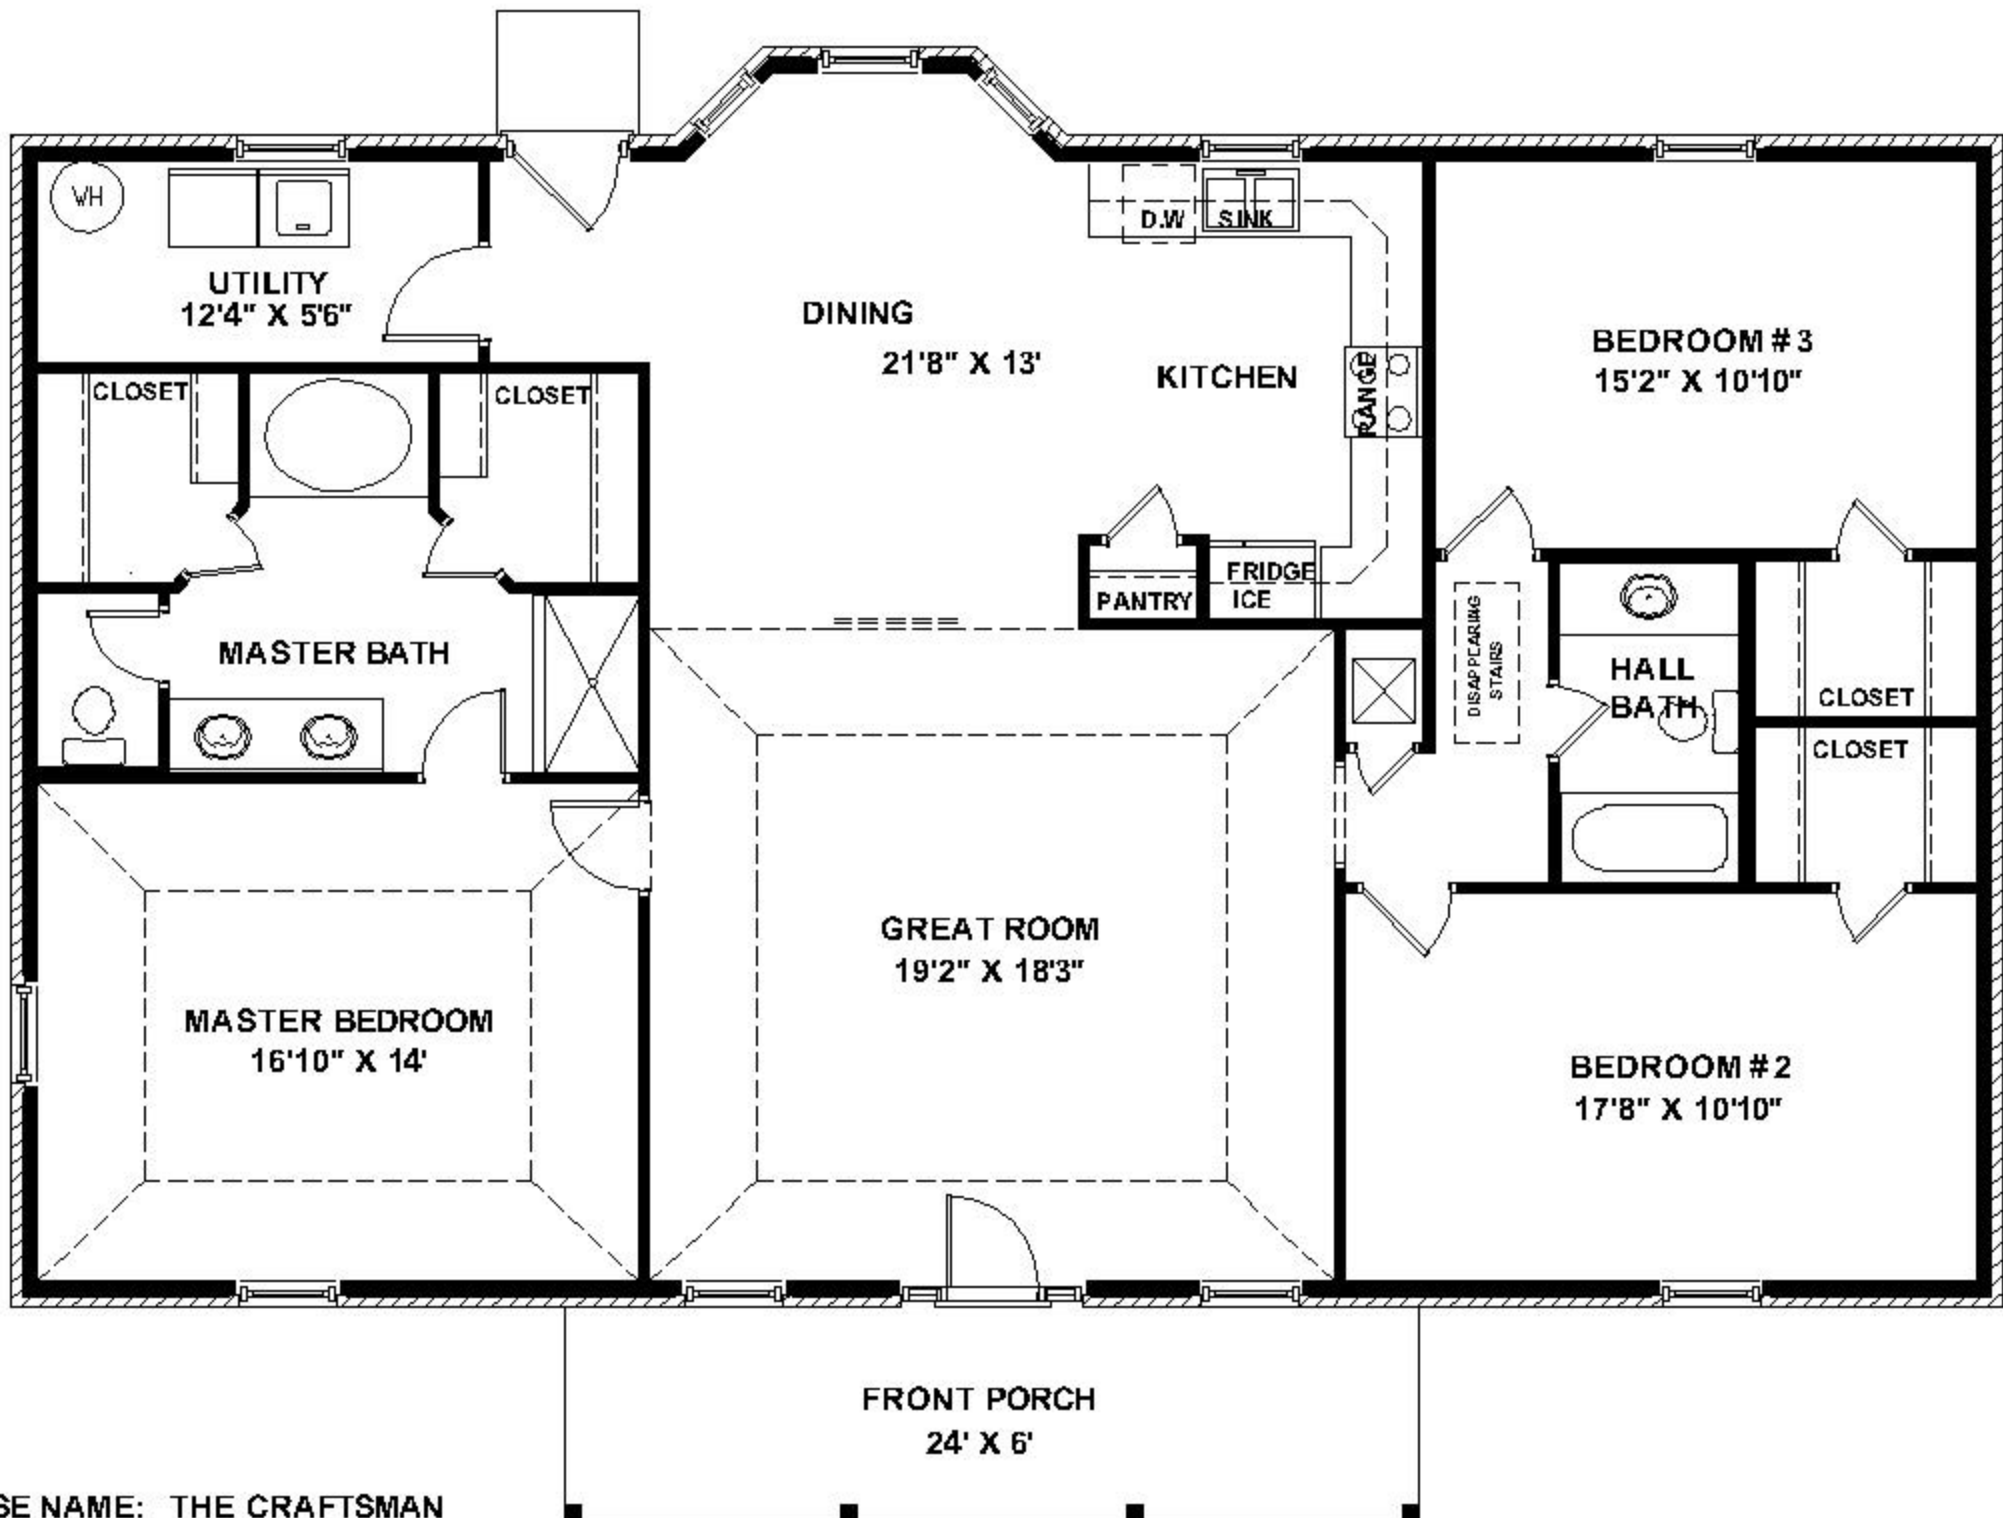 WH
UTILITY
12'4" X 5'6"
D.W
SINK
DINING
21'8" X 13'
KITCHEN
RANGE
BEDROOM #3
15'2" X 10'10"
CLOSET
CLOSET
FRIDGE
ICE
PANTRY
MASTER BATH
DISAPPEARING
STAIRS
HALL
BATH
CLOSET
CLOSET
GREAT ROOM
19'2" X 18'3"
MASTER BEDROOM
16'10" X 14'
BEDROOM #2
17'8" X 10'10"
FRONT PORCH
24' X 6'
SE NAME: THE CRAFTSMAN